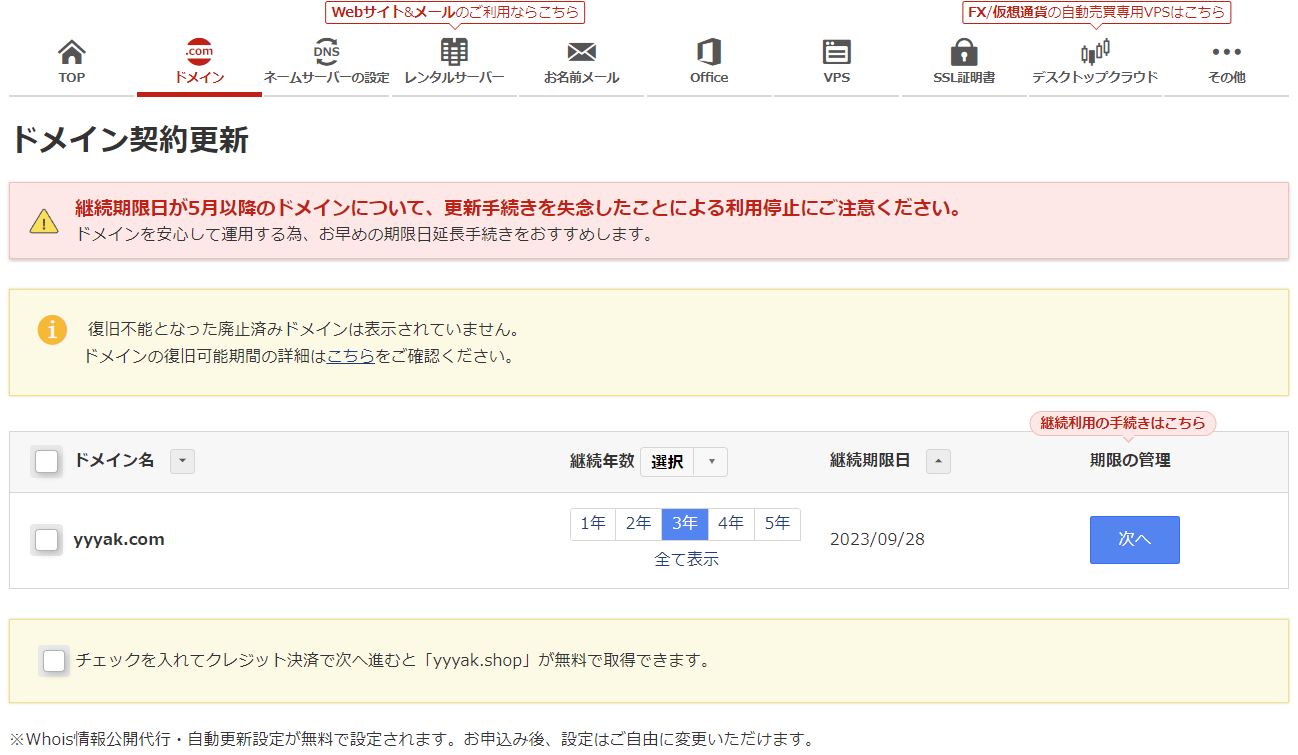 Webサイト&メールのご利用ならこちら
FX/仮想通貨の自動売買専用VPSはこちら
.com
DNS
TOP
ドメイン
ネームサーバーの設定
レンタルサーバー
お名前メール
Office
VPS
SSL証明書
デスクトップクラウド
その他
ドメイン契約更新
継続期限日が5月以降のドメインについて、更新手続きを失念したことによる利用停止にご注意ください。
ドメインを安心して運用する為、お早めの期限日延長手続きをおすすめします。
復旧不能となった廃止済みドメインは表示されていません。
ドメインの復旧可能期間の詳細はこちらをご確認ください。
継続利用の手続きはこちら
ドメイン名
継続年数 選択
継続期限日
期限の管理
yyyak.com
1年 2年 3年 4年 5年
全て表示
2023/09/28
次へ
チェックを入れてクレジット決済で次へ進むと「yyyak.shop」が無料で取得できます。
※Whois情報公開代行・自動更新設定が無料で設定されます。お申込み後、設定はご自由に変更いただけます。